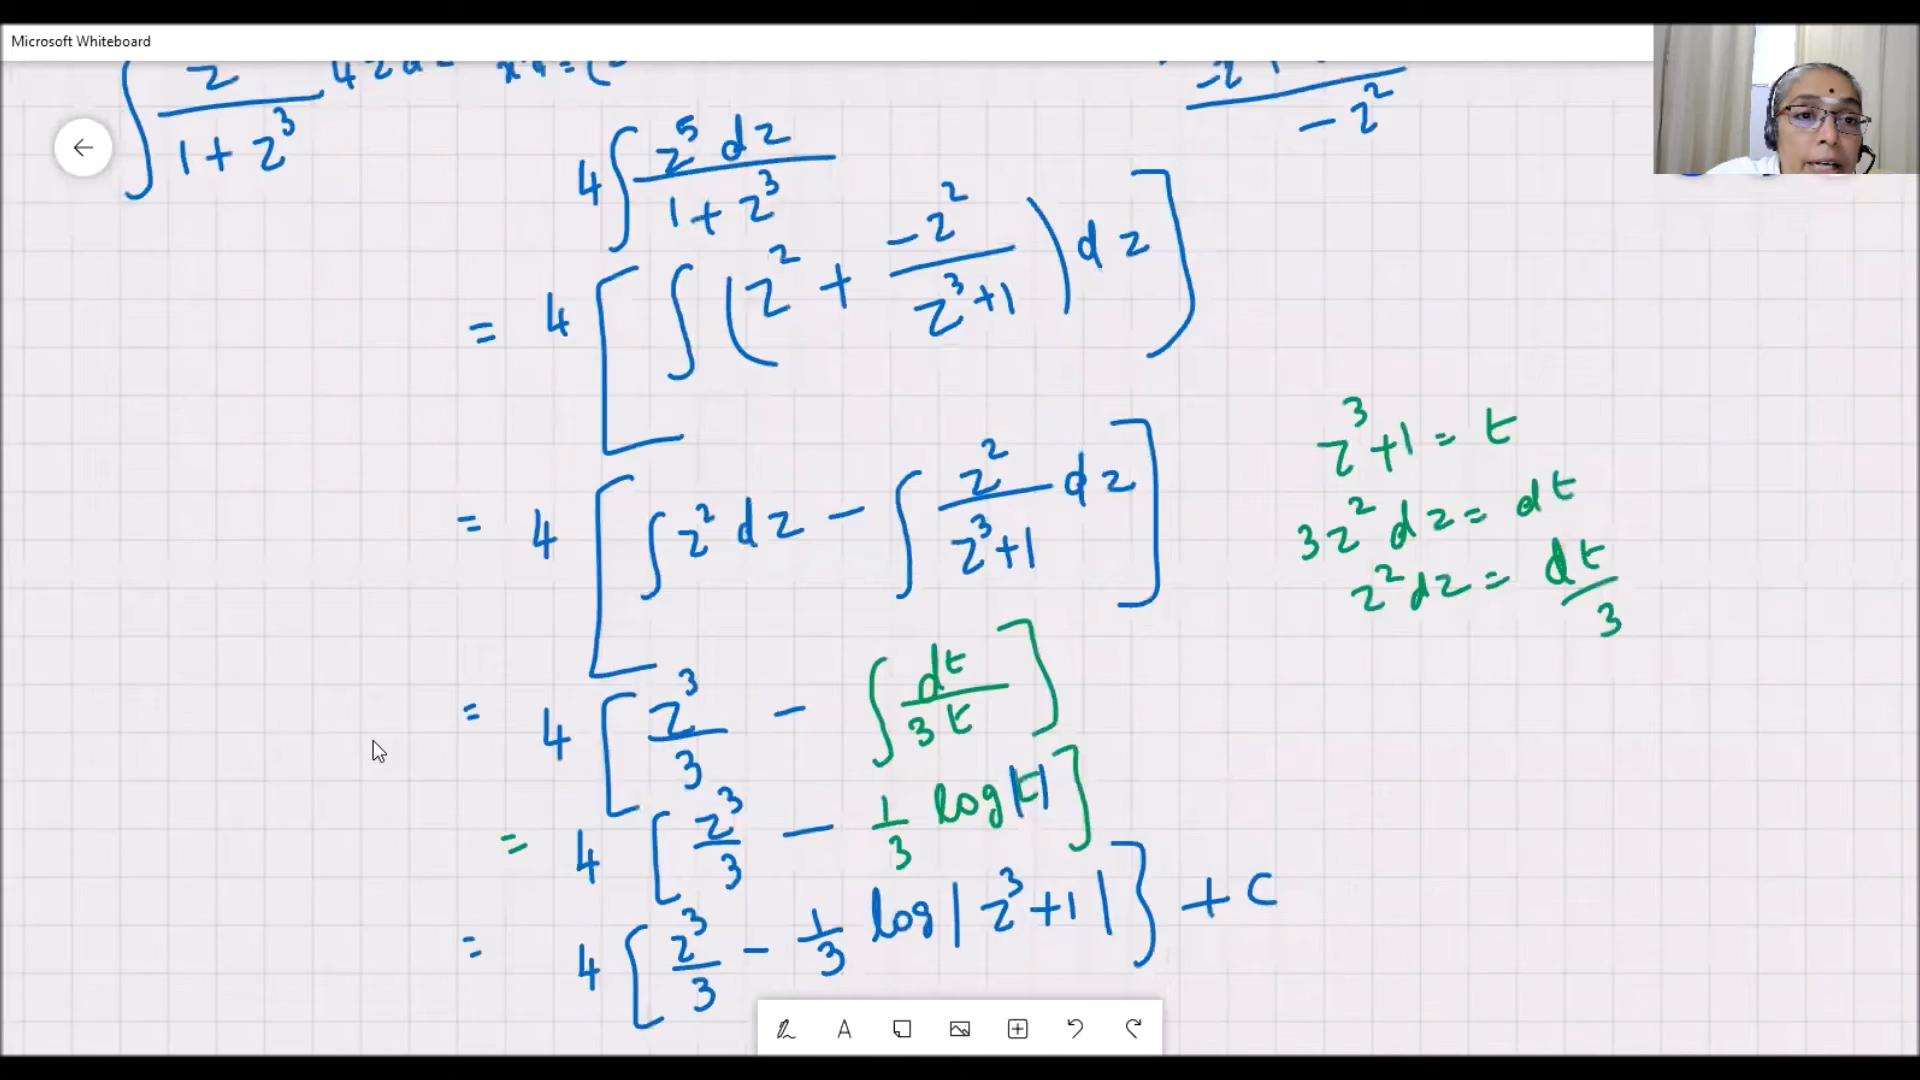 Microsoft Whiteboard
∫ z / (1 + z³)
− z²
4 ∫ z⁵ dz / (1 + z³)
= 4 [ ∫ ( z² + −z² / (z³ + 1) ) dz ]
= 4 [ ∫ z² dz − ∫ z² / (z³ + 1) dz ]
z³ + 1 = t
3z² dz = dt
z² dz = dt / 3
= 4 [ z³ / 3 − ∫ dt / 3t ]
= 4 [ z³ / 3 − 1/3 log |t| ]
= 4 [ z³ / 3 − 1/3 log | z³ + 1 | } + c
A